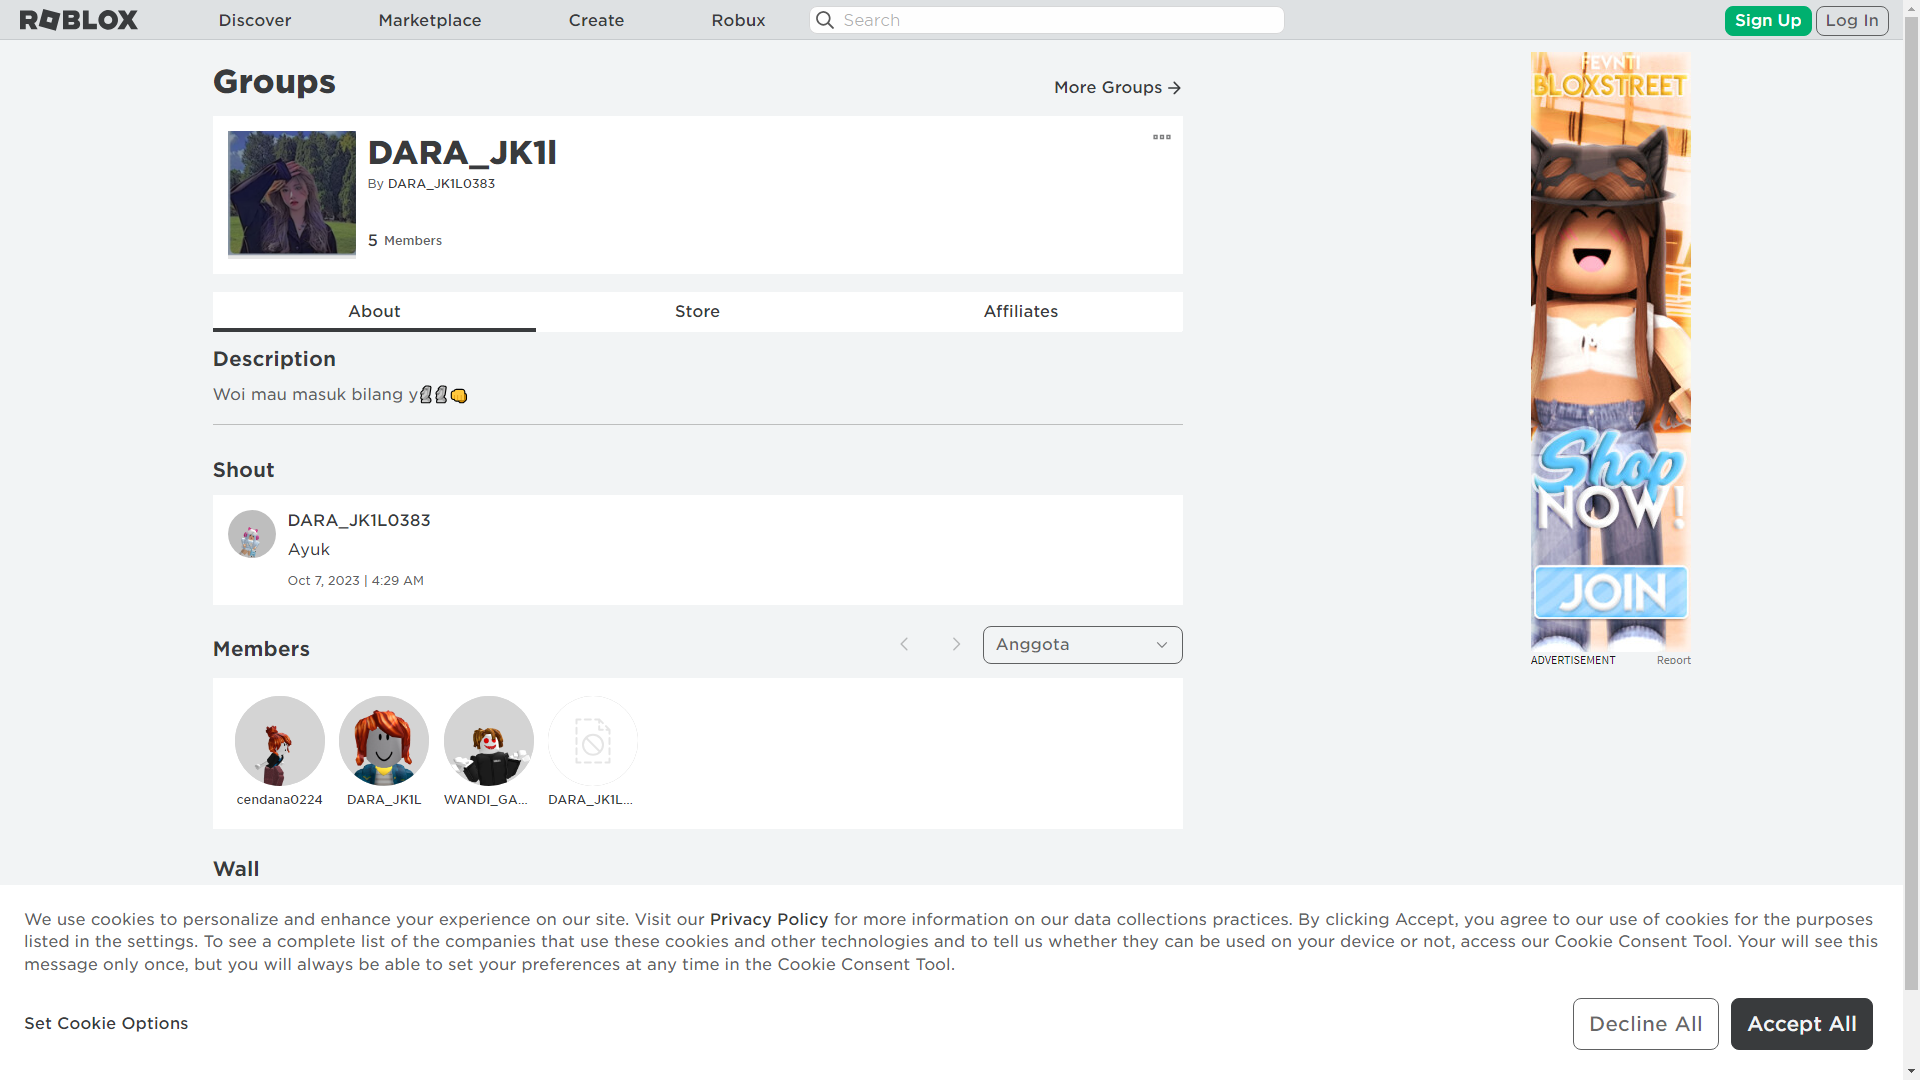 ROBLOX
Discover
Marketplace
Create
Robux
Search
Sign Up
Log In
Groups
More Groups
DARA_JK1l
By DARA_JK1L0383
5 Members
About
Store
Affiliates
Description
Woi mau masuk bilang y🗿🗿👊
Shout
DARA_JK1L0383
Ayuk
Oct 7, 2023 | 4:29 AM
Members
Anggota
cendana0224
DARA_JK1L
WANDI_GA...
DARA_JK1L...
Wall
FEVNTI
BLOXSTREET
Shop
NOW!
JOIN
ADVERTISEMENT
Report
We use cookies to personalize and enhance your experience on our site. Visit our Privacy Policy for more information on our data collections practices. By clicking Accept, you agree to our use of cookies for the purposes
listed in the settings. To see a complete list of the companies that use these cookies and other technologies and to tell us whether they can be used on your device or not, access our Cookie Consent Tool. Your will see this
message only once, but you will always be able to set your preferences at any time in the Cookie Consent Tool.
Set Cookie Options
Decline All
Accept All